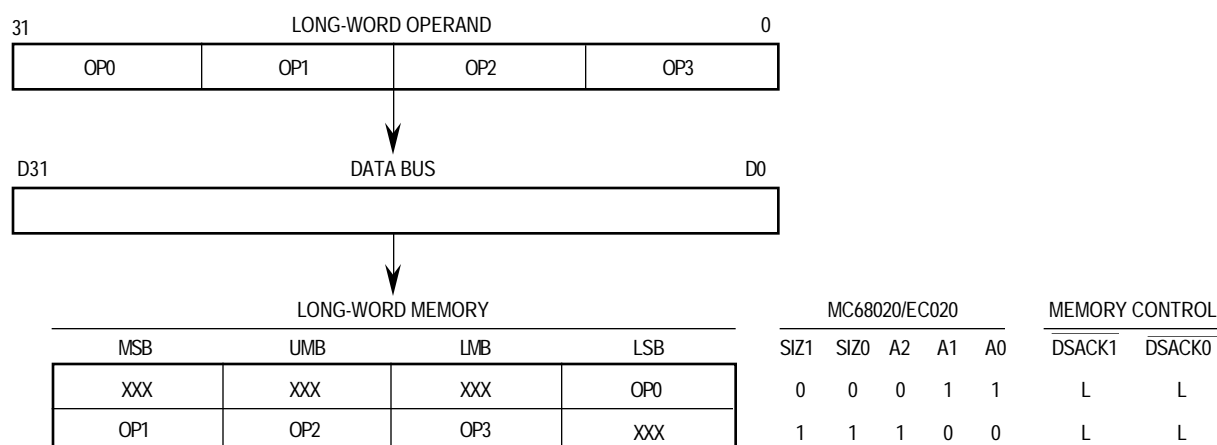 31 LONG-WORD OPERAND 0
OP0 OP1 OP2 OP3
D31 DATA BUS D0
LONG-WORD MEMORY MC68020/EC020 MEMORY CONTROL
MSB UMB LMB LSB SIZ1 SIZ0 A2 A1 A0 DSACK1 DSACK0
XXX XXX XXX OP0 0 0 0 1 1 L L
OP1 OP2 OP3 XXX 1 1 1 0 0 L L